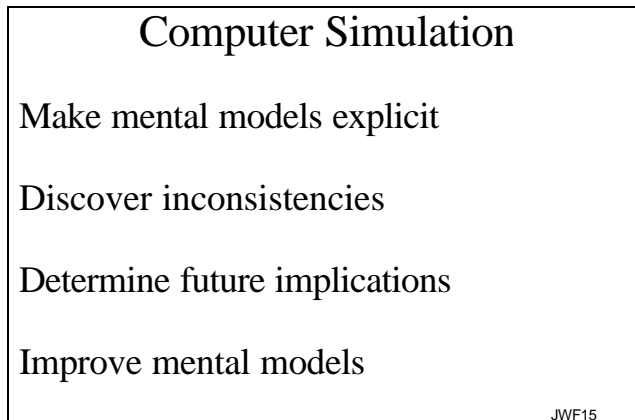 Computer Simulation
Make mental models explicit
Discover inconsistencies
Determine future implications
Improve mental models
JWF15